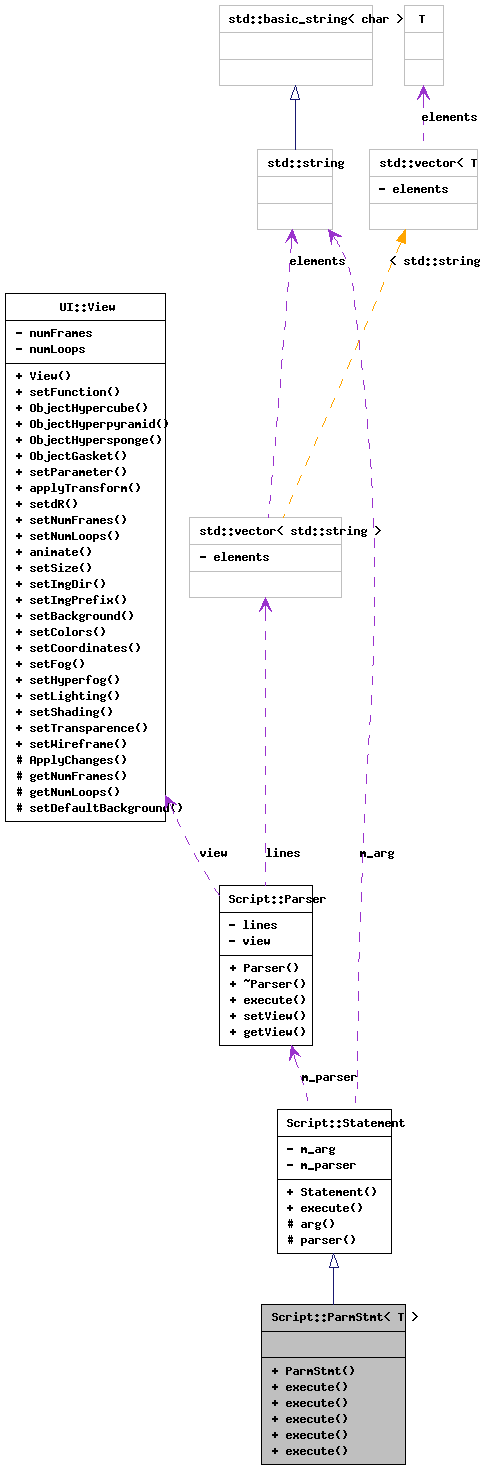 std::basic_string< char >
T
elements
std::string
std::vector< T
- elements
elements
< std::string
UI::View
- numFrames
- numLoops
+ View()
+ setFunction()
+ ObjectHypercube()
+ ObjectHyperpyramid()
+ ObjectHypersponge()
+ ObjectGasket()
+ setParameter()
+ applyTransform()
+ setdR()
+ setNumFrames()
+ setNumLoops()
+ animate()
+ setSize()
+ setImgDir()
+ setImgPrefix()
+ setBackground()
+ setColors()
+ setCoordinates()
+ setFog()
+ setHyperfog()
+ setLighting()
+ setShading()
+ setTransparence()
+ setWireframe()
# ApplyChanges()
# getNumFrames()
# getNumLoops()
# setDefaultBackground()
std::vector< std::string >
- elements
view
lines
m_arg
Script::Parser
- lines
- view
+ Parser()
+ ~Parser()
+ execute()
+ setView()
+ getView()
m_parser
Script::Statement
- m_arg
- m_parser
+ Statement()
+ execute()
# arg()
# parser()
Script::ParmStmt< T >
+ ParmStmt()
+ execute()
+ execute()
+ execute()
+ execute()
+ execute()